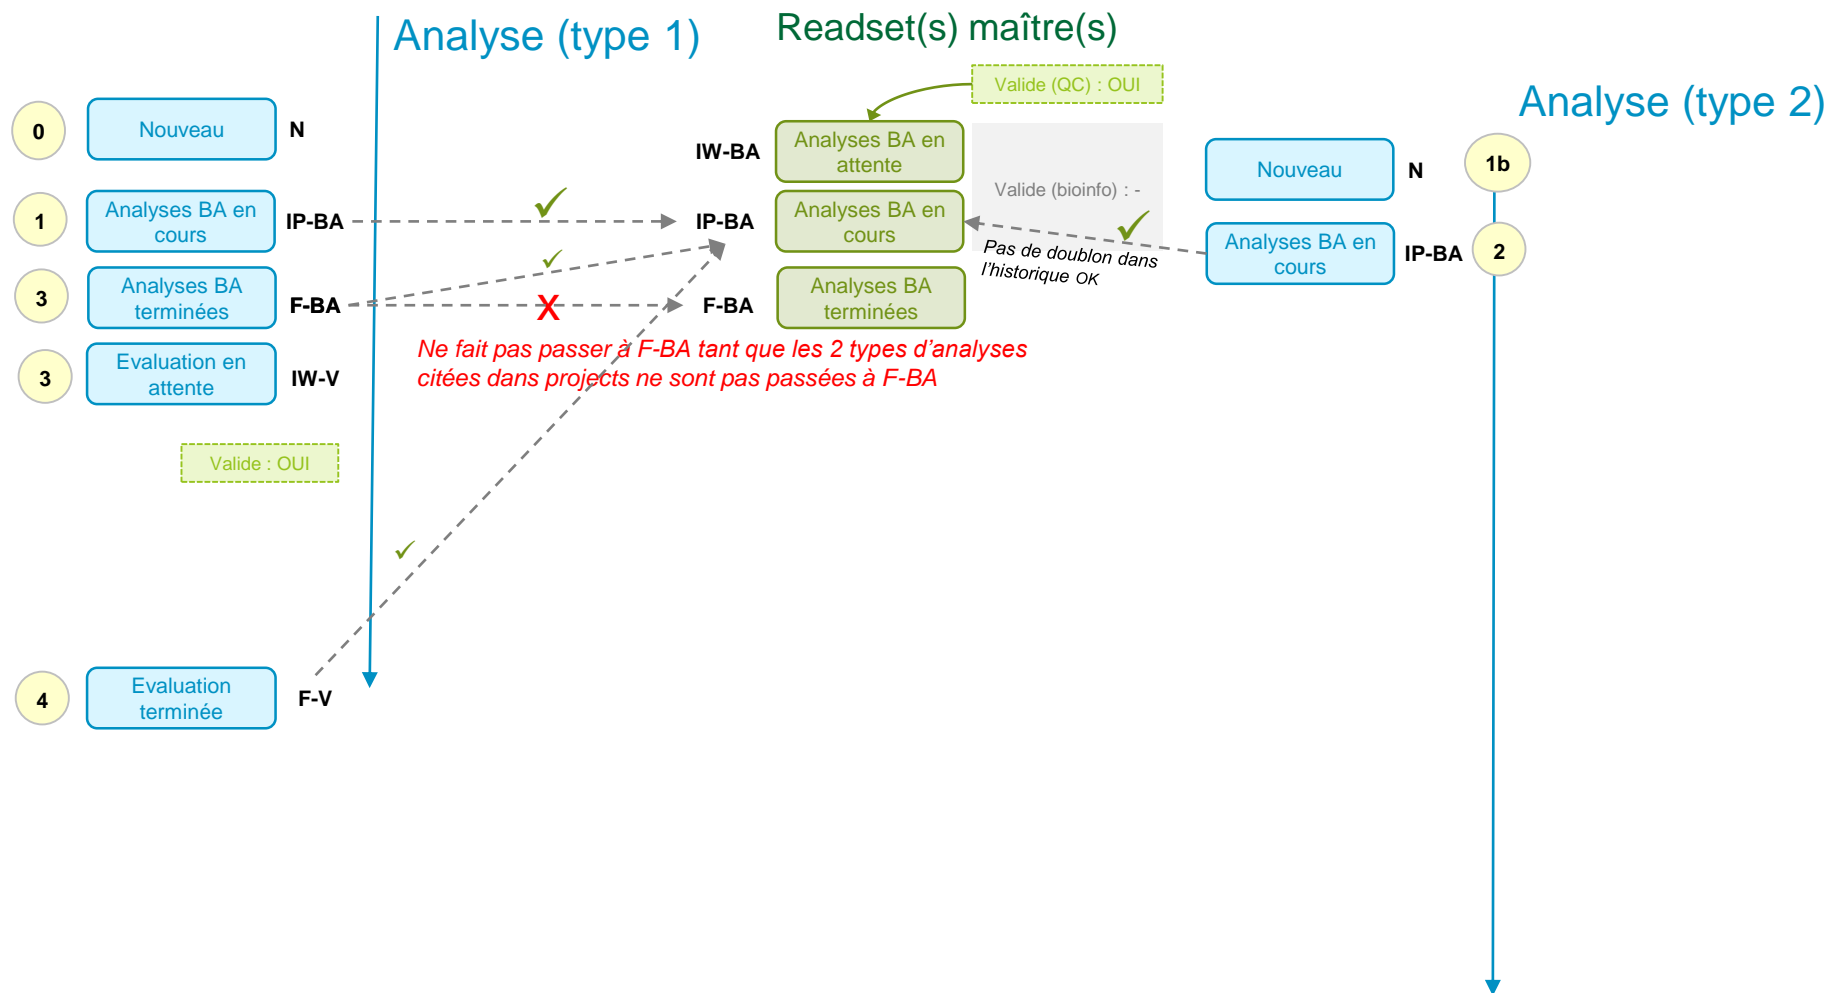 Analyse (type 1)
Readset(s) maître(s)
Analyse (type 2)
Valide (QC) : OUI
0
Nouveau
N
IW-BA
Analyses BA en
attente
Nouveau
N
1b
Valide (bioinfo) : -
1
Analyses BA en
cours
IP-BA
IP-BA
Analyses BA en
cours
Pas de doublon dans
l'historique OK
Analyses BA en
cours
IP-BA
2
3
Analyses BA
terminées
F-BA
X
F-BA
Analyses BA
terminées
Ne fait pas passer à F-BA tant que les 2 types d’analyses
citées dans projects ne sont pas passées à F-BA
3
Evaluation en
attente
IW-V
Valide : OUI
4
Evaluation
terminée
F-V